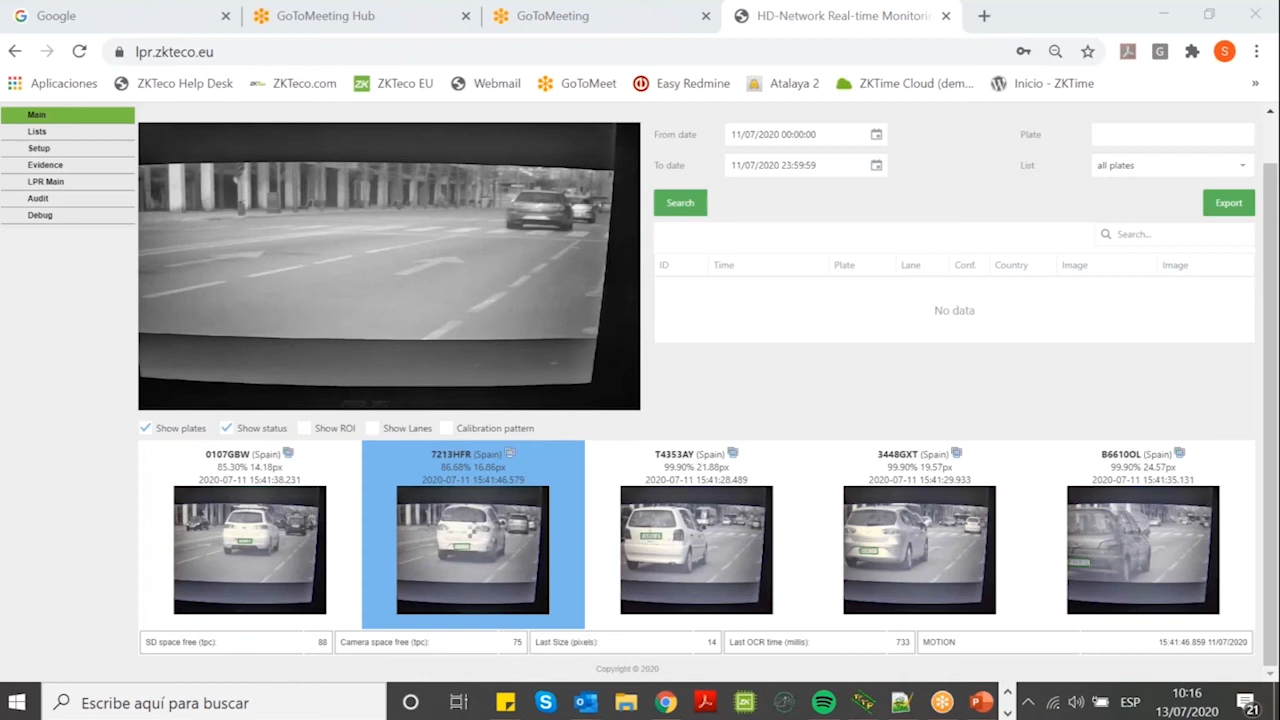 Google
GoToMeeting Hub
GoToMeeting
HD-Network Real-time Monitorin
lpr.zkteco.eu
Aplicaciones
ZKTeco Help Desk
ZKTeco.com
ZKTeco EU
Webmail
GoToMeet
Easy Redmine
Atalaya 2
ZKTime Cloud (dem...
Inicio - ZKTime
»
Main
Lists
Setup
Evidence
LPR Main
Audit
Debug
From date 11/07/2020 00:00:00 Plate
To date 11/07/2020 23:59:59 List all plates
Search Export
Search...
ID Time Plate Lane Conf. Country Image Image
No data
Show plates Show status Show ROI Show Lanes Calibration pattern
0107GBW (Spain)
85.30% 14.18px
2020-07-11 15:41:38.231
7213HFR (Spain)
86.68% 16.86px
2020-07-11 15:41:46.579
T4353AY (Spain)
99.90% 21.88px
2020-07-11 15:41:28.489
3448GXT (Spain)
99.90% 19.57px
2020-07-11 15:41:29.933
B6610OL (Spain)
99.90% 24.57px
2020-07-11 15:41:35.131
SD space free (tpc): 88 Camera space free (tpc): 75 Last Size (pixels): 14 Last OCR time (millis): 733 MOTION 15:41:46.859 11/07/2020
Copyright © 2020
Escribe aquí para buscar
ESP
10:16
13/07/2020
21